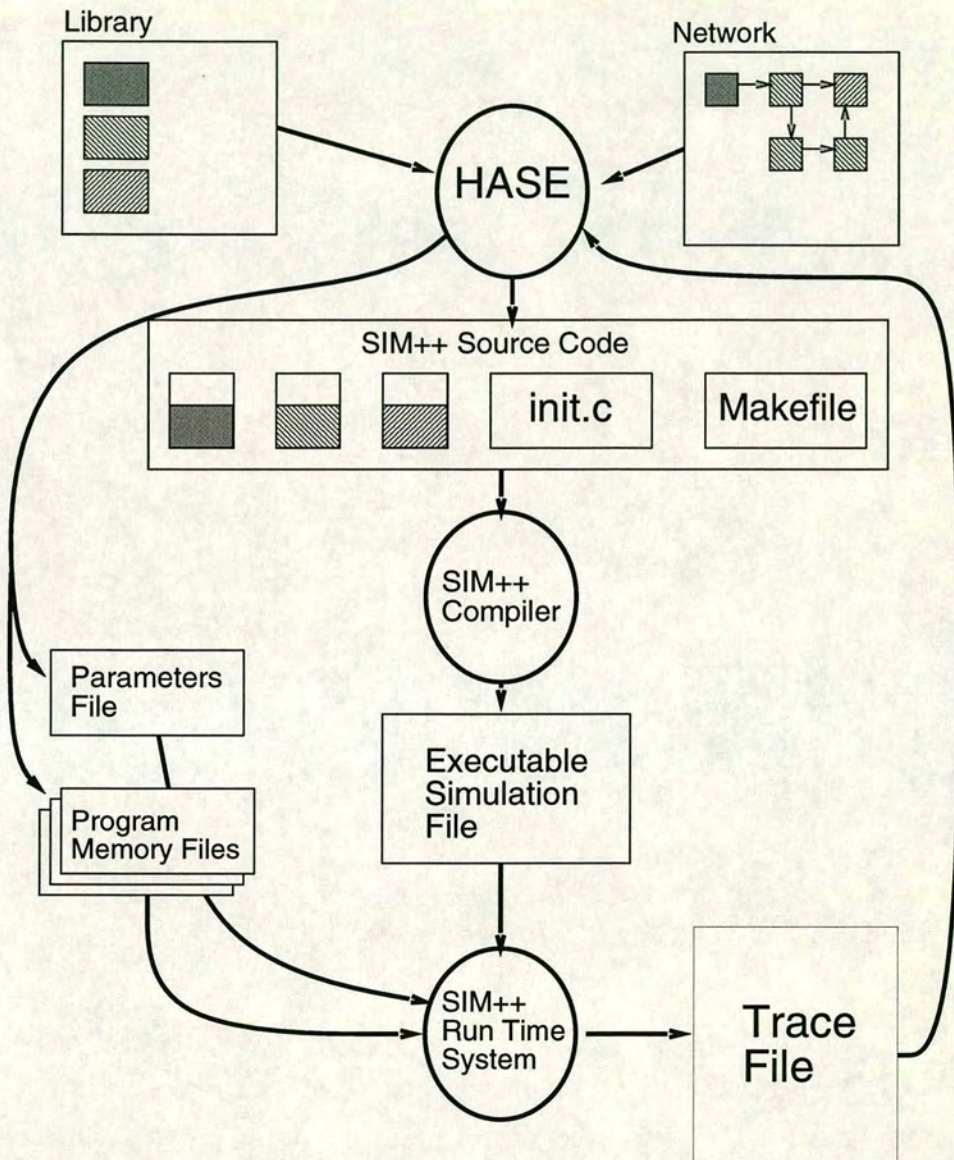 Library
Network
HASE
SIM++ Source Code
init.c
Makefile
SIM++
Compiler
Parameters
File
Executable
Simulation
File
Program
Memory Files
SIM++
Run Time
System
Trace
File